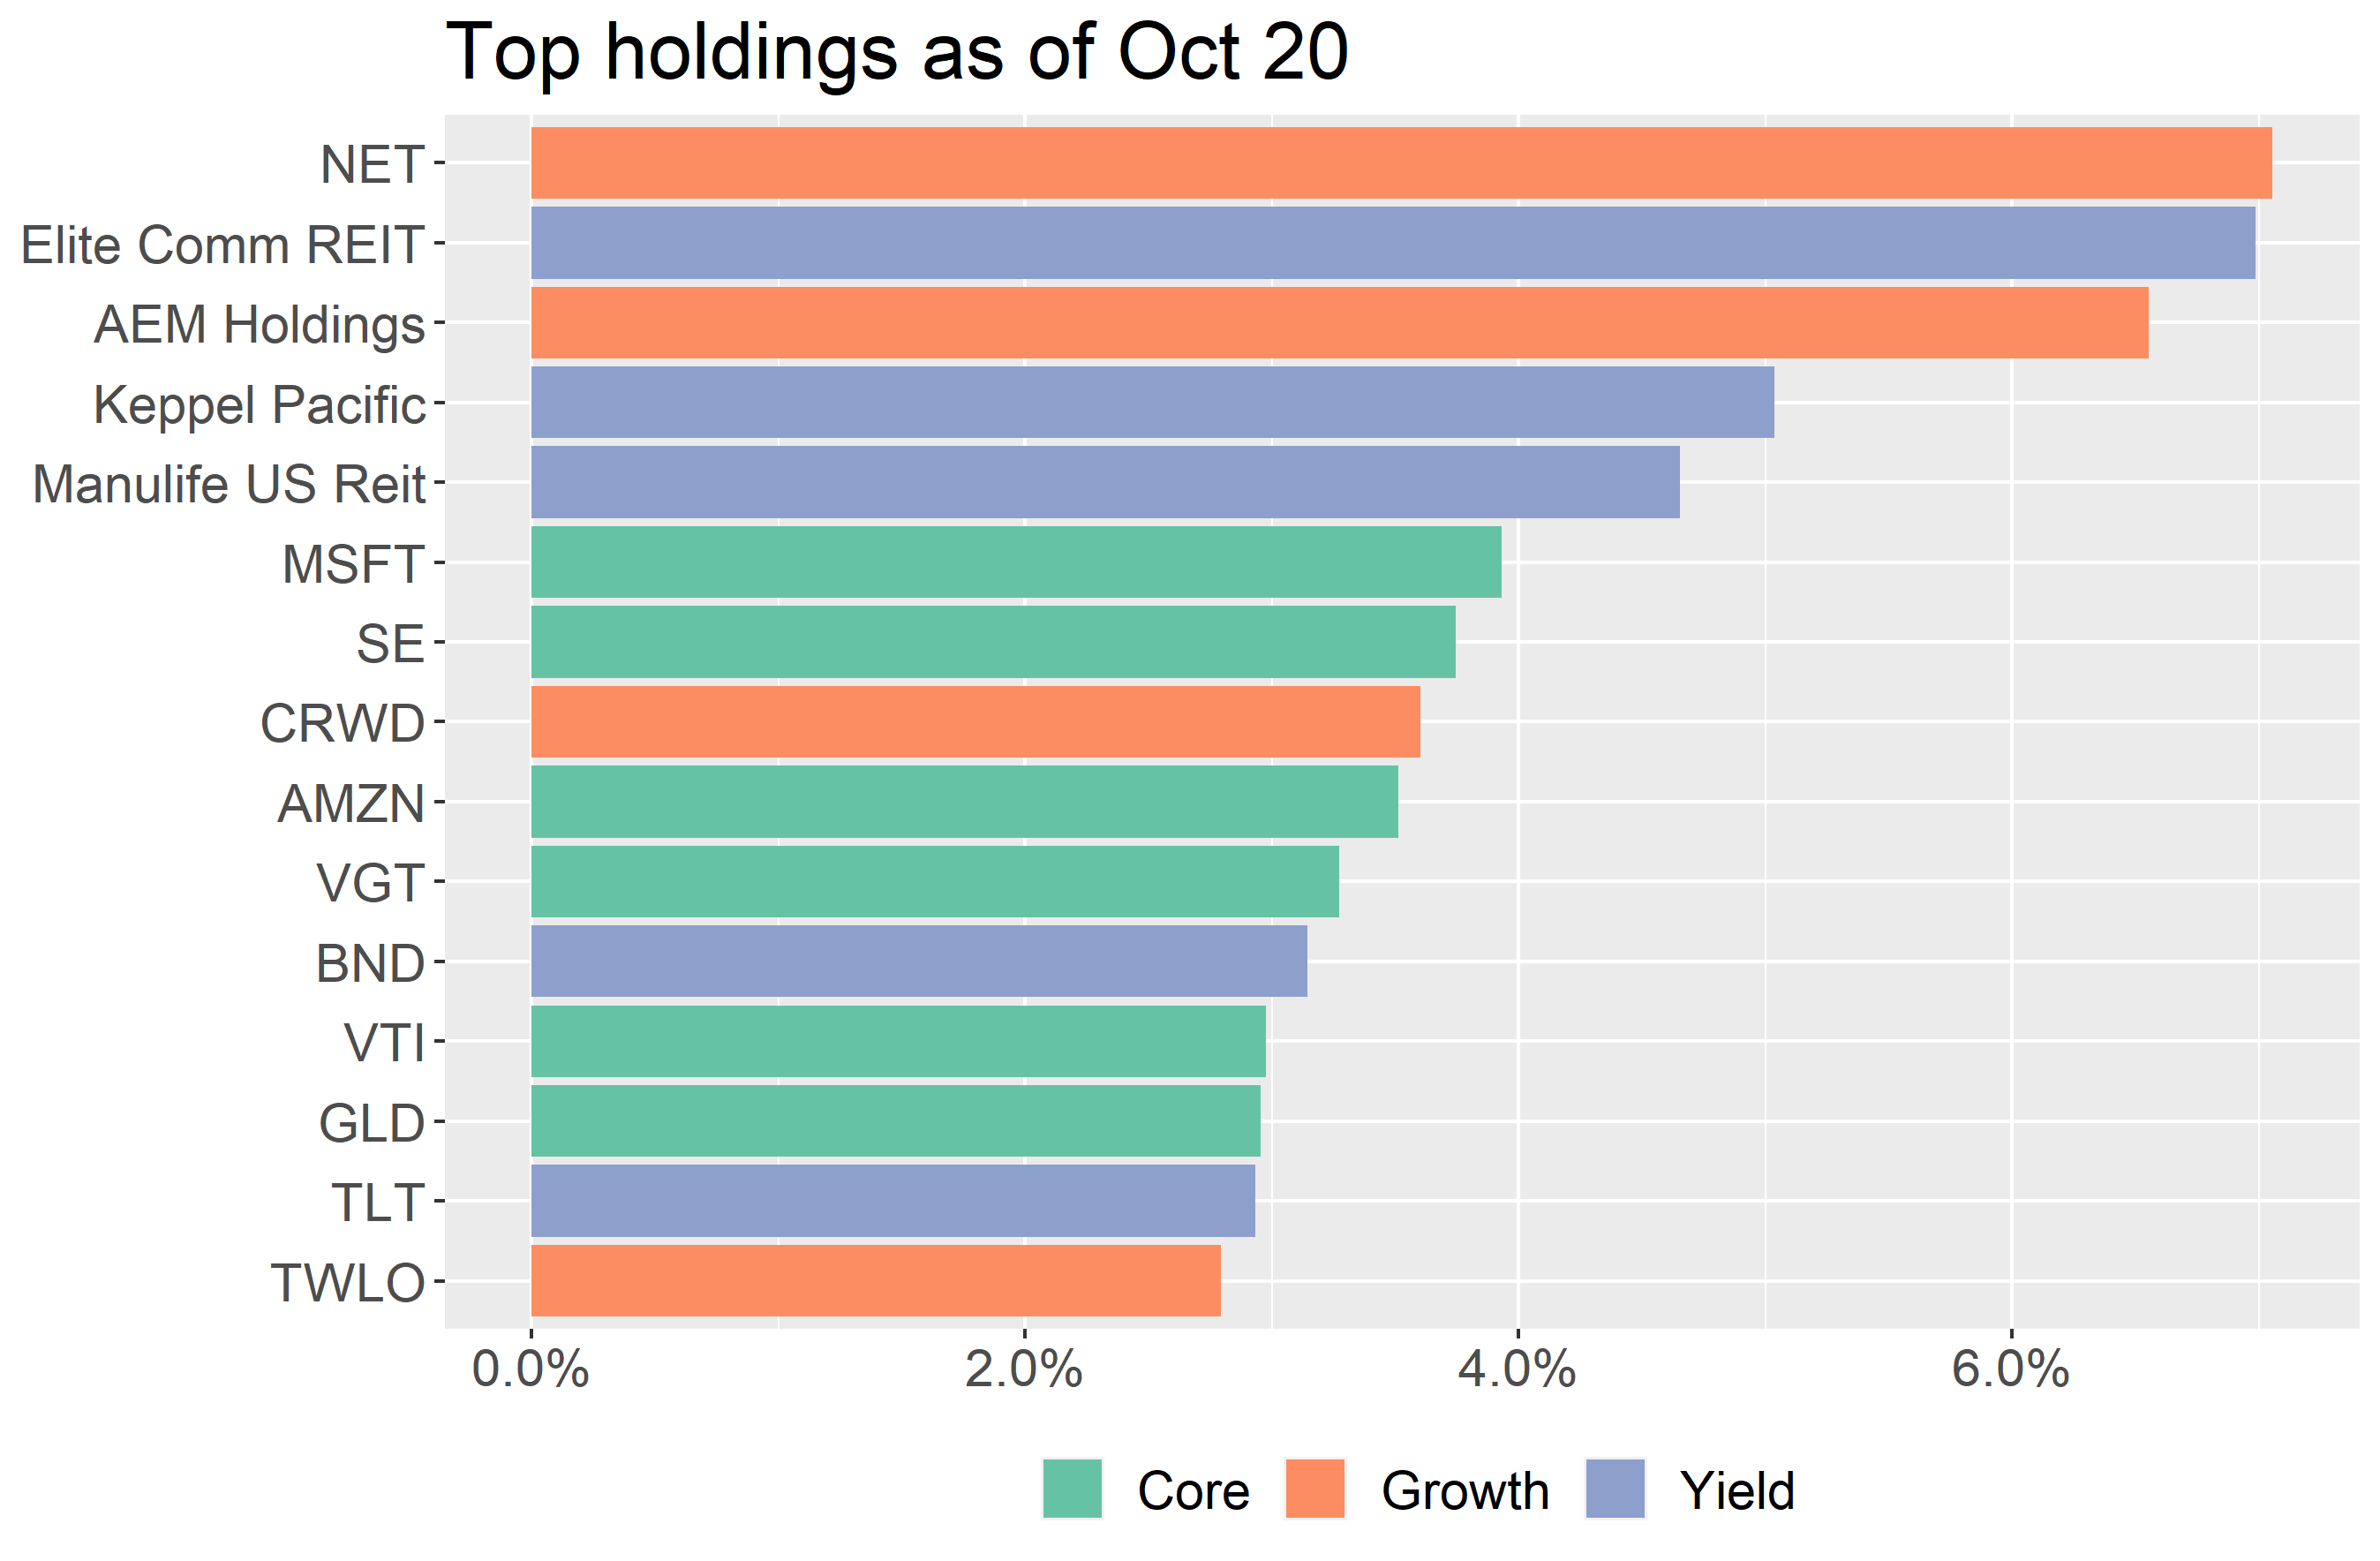 Top holdings as of Oct 20
NET
Elite Comm REIT
AEM Holdings
Keppel Pacific
Manulife US Reit
MSFT
SE
CRWD
AMZN
VGT
BND
VTI
GLD
TLT
TWLO
0.0% 2.0% 4.0% 6.0%
Core Growth Yield